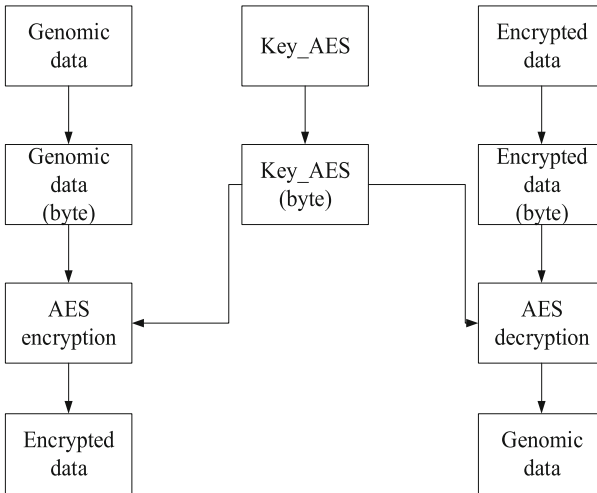 Genomic
data
Key_AES
Encrypted
data
Genomic
data
(byte)
Key_AES
(byte)
Encrypted
data
(byte)
AES
encryption
AES
decryption
Encrypted
data
Genomic
data